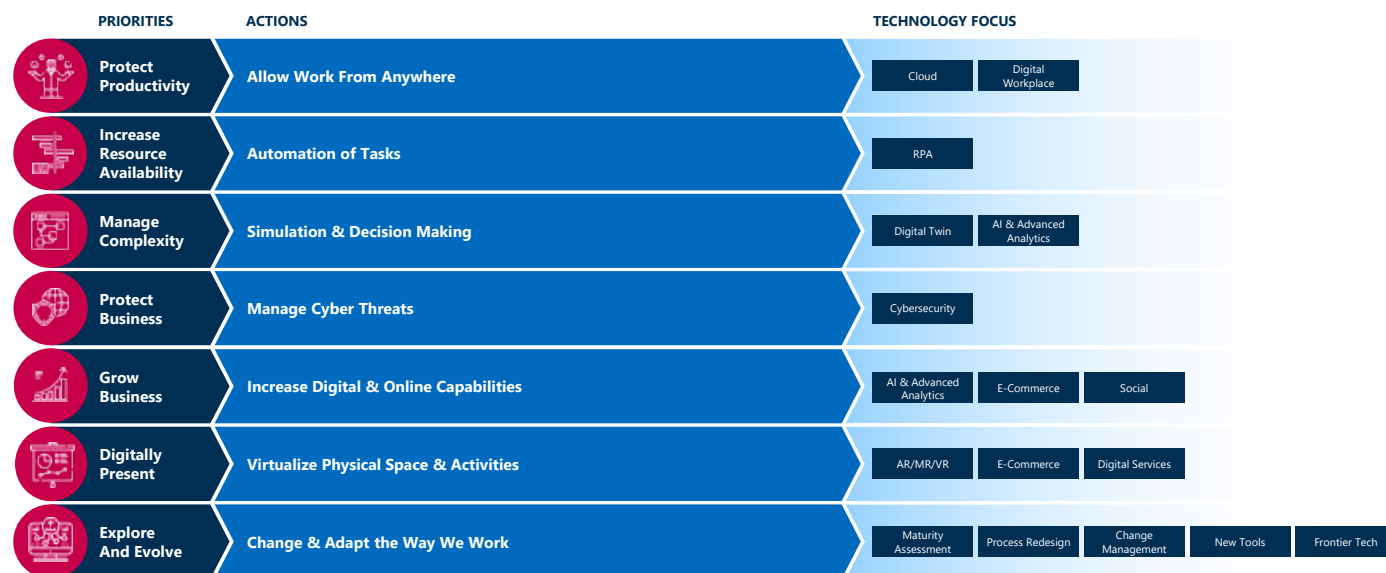 PRIORITIES ACTIONS TECHNOLOGY FOCUS
Protect
Productivity
Allow Work From Anywhere
Cloud
Digital
Workplace
Increase
Resource
Availability
Automation of Tasks
RPA
Manage
Complexity
Simulation & Decision Making
Digital Twin
AI & Advanced
Analytics
Protect
Business
Manage Cyber Threats
Cybersecurity
Grow
Business
Increase Digital & Online Capabilities
AI & Advanced
Analytics
E-Commerce
Social
Digitally
Present
Virtualize Physical Space & Activities
AR/MR/VR
E-Commerce
Digital Services
Explore
And Evolve
Change & Adapt the Way We Work
Maturity
Assessment
Process Redesign
Change
Management
New Tools
Frontier Tech